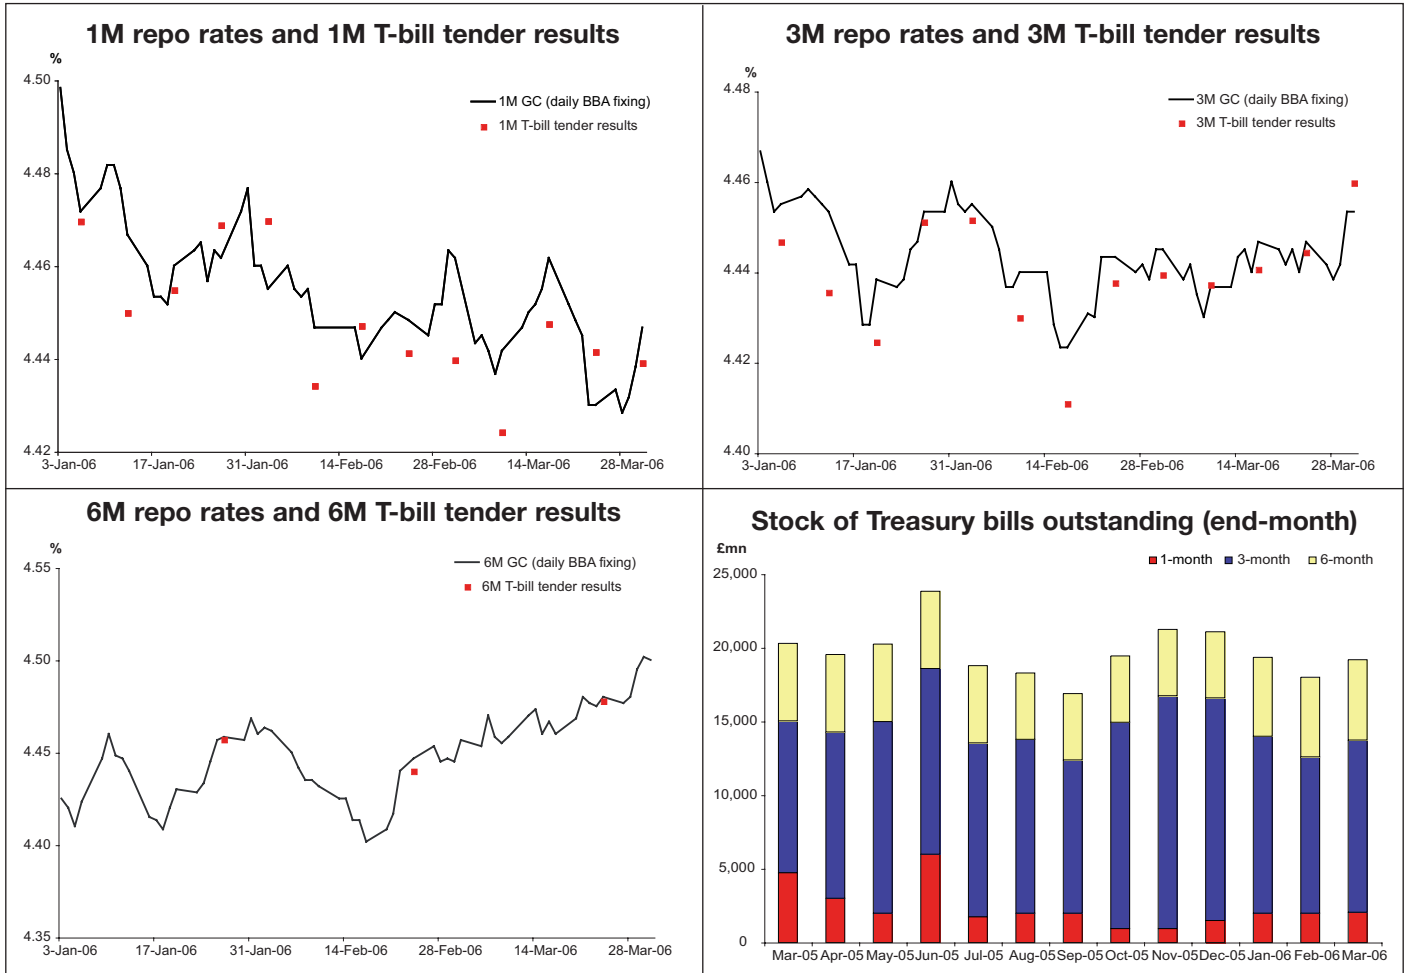 1M repo rates and 1M T-bill tender results
%
4.50
4.48
4.46
4.44
4.42
1M GC (daily BBA fixing)
1M T-bill tender results
3-Jan-06 17-Jan-06 31-Jan-06 14-Feb-06 28-Feb-06 14-Mar-06 28-Mar-06
3M repo rates and 3M T-bill tender results
%
4.48
4.46
4.44
4.42
4.40
3M GC (daily BBA fixing)
3M T-bill tender results
3-Jan-06 17-Jan-06 31-Jan-06 14-Feb-06 28-Feb-06 14-Mar-06 28-Mar-06
6M repo rates and 6M T-bill tender results
%
4.55
4.50
4.45
4.40
4.35
6M GC (daily BBA fixing)
6M T-bill tender results
3-Jan-06 17-Jan-06 31-Jan-06 14-Feb-06 28-Feb-06 14-Mar-06 28-Mar-06
Stock of Treasury bills outstanding (end-month)
£mn
1-month 3-month 6-month
25,000
20,000
15,000
10,000
5,000
0
Mar-05 Apr-05 May-05 Jun-05 Jul-05 Aug-05 Sep-05 Oct-05 Nov-05 Dec-05 Jan-06 Feb-06 Mar-06